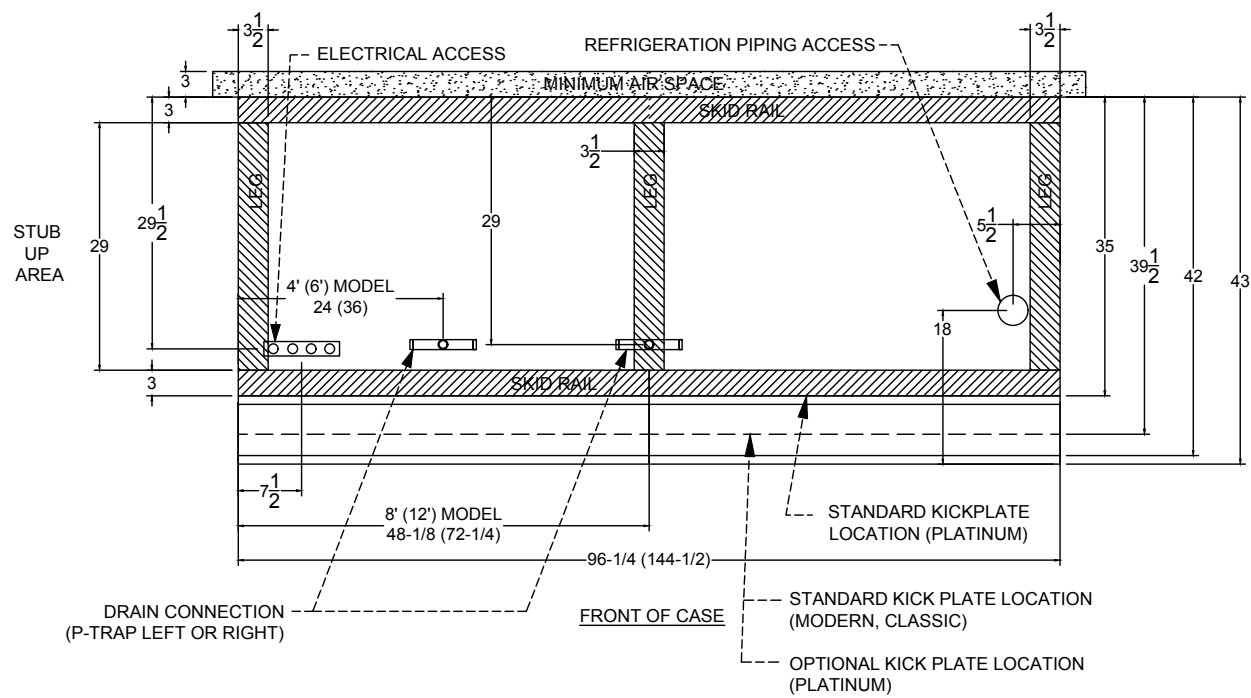 3 1/2
3 1/2
ELECTRICAL ACCESS
REFRIGERATION PIPING ACCESS
3
MINIMUM AIR SPACE
3
SKID RAIL
3 1/2
LEG
LEG
LEG
5 1/2
29 1/2
29
STUB
UP
AREA
29
35
39 1/2
42
43
4' (6') MODEL
24 (36)
18
3
SKID RAIL
7 1/2
8' (12') MODEL
48-1/8 (72-1/4)
STANDARD KICKPLATE
LOCATION (PLATINUM)
96-1/4 (144-1/2)
DRAIN CONNECTION
(P-TRAP LEFT OR RIGHT)
FRONT OF CASE
STANDARD KICK PLATE LOCATION
(MODERN, CLASSIC)
OPTIONAL KICK PLATE LOCATION
(PLATINUM)